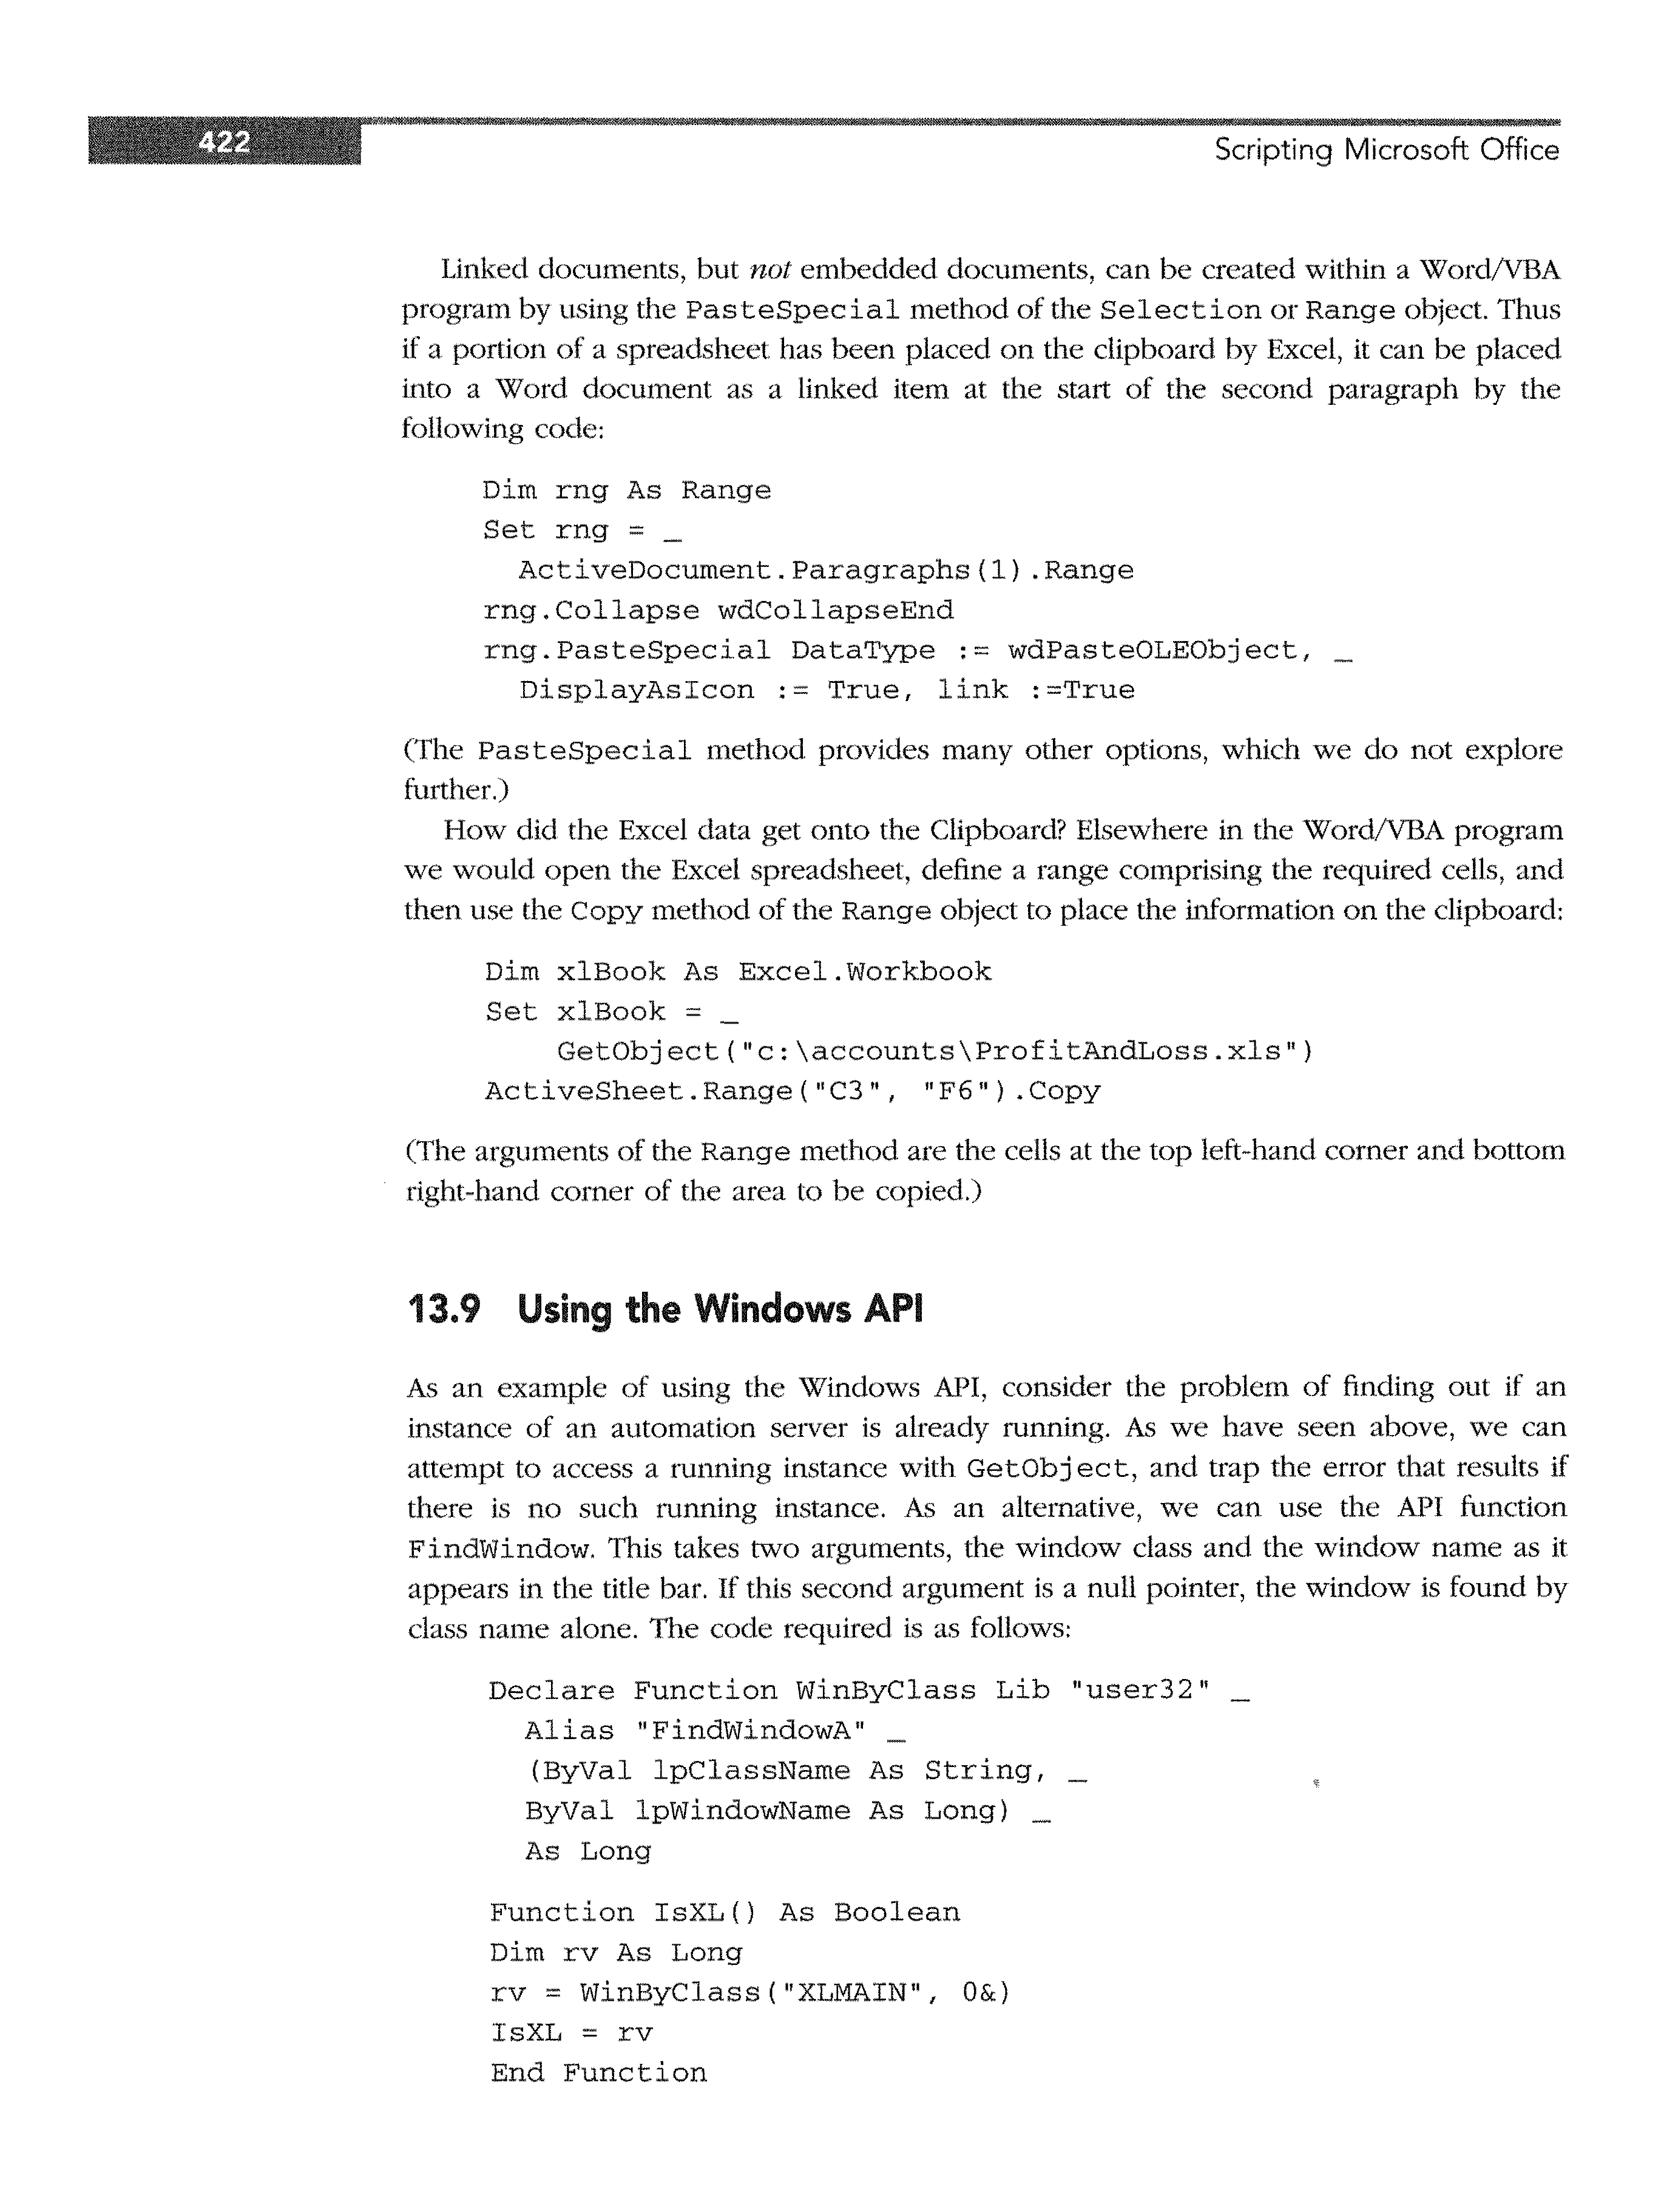 422
Scripting Microsoft Office
Linked documents, but not embedded documents, can be created within a Word/VBA
program by using the PasteSpecial method of the Selection or Range object. Thus
if a portion of a spreadsheet has been placed on the clipboard by Excel, it can be placed
into a Word document as a linked item at the start of the second paragraph by the
following code:
Dim rng As Range
Set rng = _
ActiveDocument.Paragraphs(1).Range
rng.Collapse wdCollapseEnd
rng.PasteSpecial DataType := wdPasteOLEObject, _
DisplayAsIcon := True, link :=True
(The PasteSpecial method provides many other options, which we do not explore
further.)
How did the Excel data get onto the Clipboard? Elsewhere in the Word/VBA program
we would open the Excel spreadsheet, define a range comprising the required cells, and
then use the Copy method of the Range object to place the information on the clipboard:
Dim xlBook As Excel.Workbook
Set xlBook = _
GetObject("c:\accounts\ProfitAndLoss.xls")
ActiveSheet.Range("C3", "F6").Copy
(The arguments of the Range method are the cells at the top left-hand corner and bottom
right-hand corner of the area to be copied.)
13.9 Using the Windows API
As an example of using the Windows API, consider the problem of finding out if an
instance of an automation server is already running. As we have seen above, we can
attempt to access a running instance with GetObject, and trap the error that results if
there is no such running instance. As an alternative, we can use the API function
FindWindow. This takes two arguments, the window class and the window name as it
appears in the title bar. If this second argument is a null pointer, the window is found by
class name alone. The code required is as follows:
Declare Function WinByClass Lib "user32" _
Alias "FindWindowA" _
(ByVal lpClassName As String, _
ByVal lpWindowName As Long) _
As Long
Function IsXL() As Boolean
Dim rv As Long
rv = WinByClass("XLMAIN", 0&)
IsXL = rv
End Function